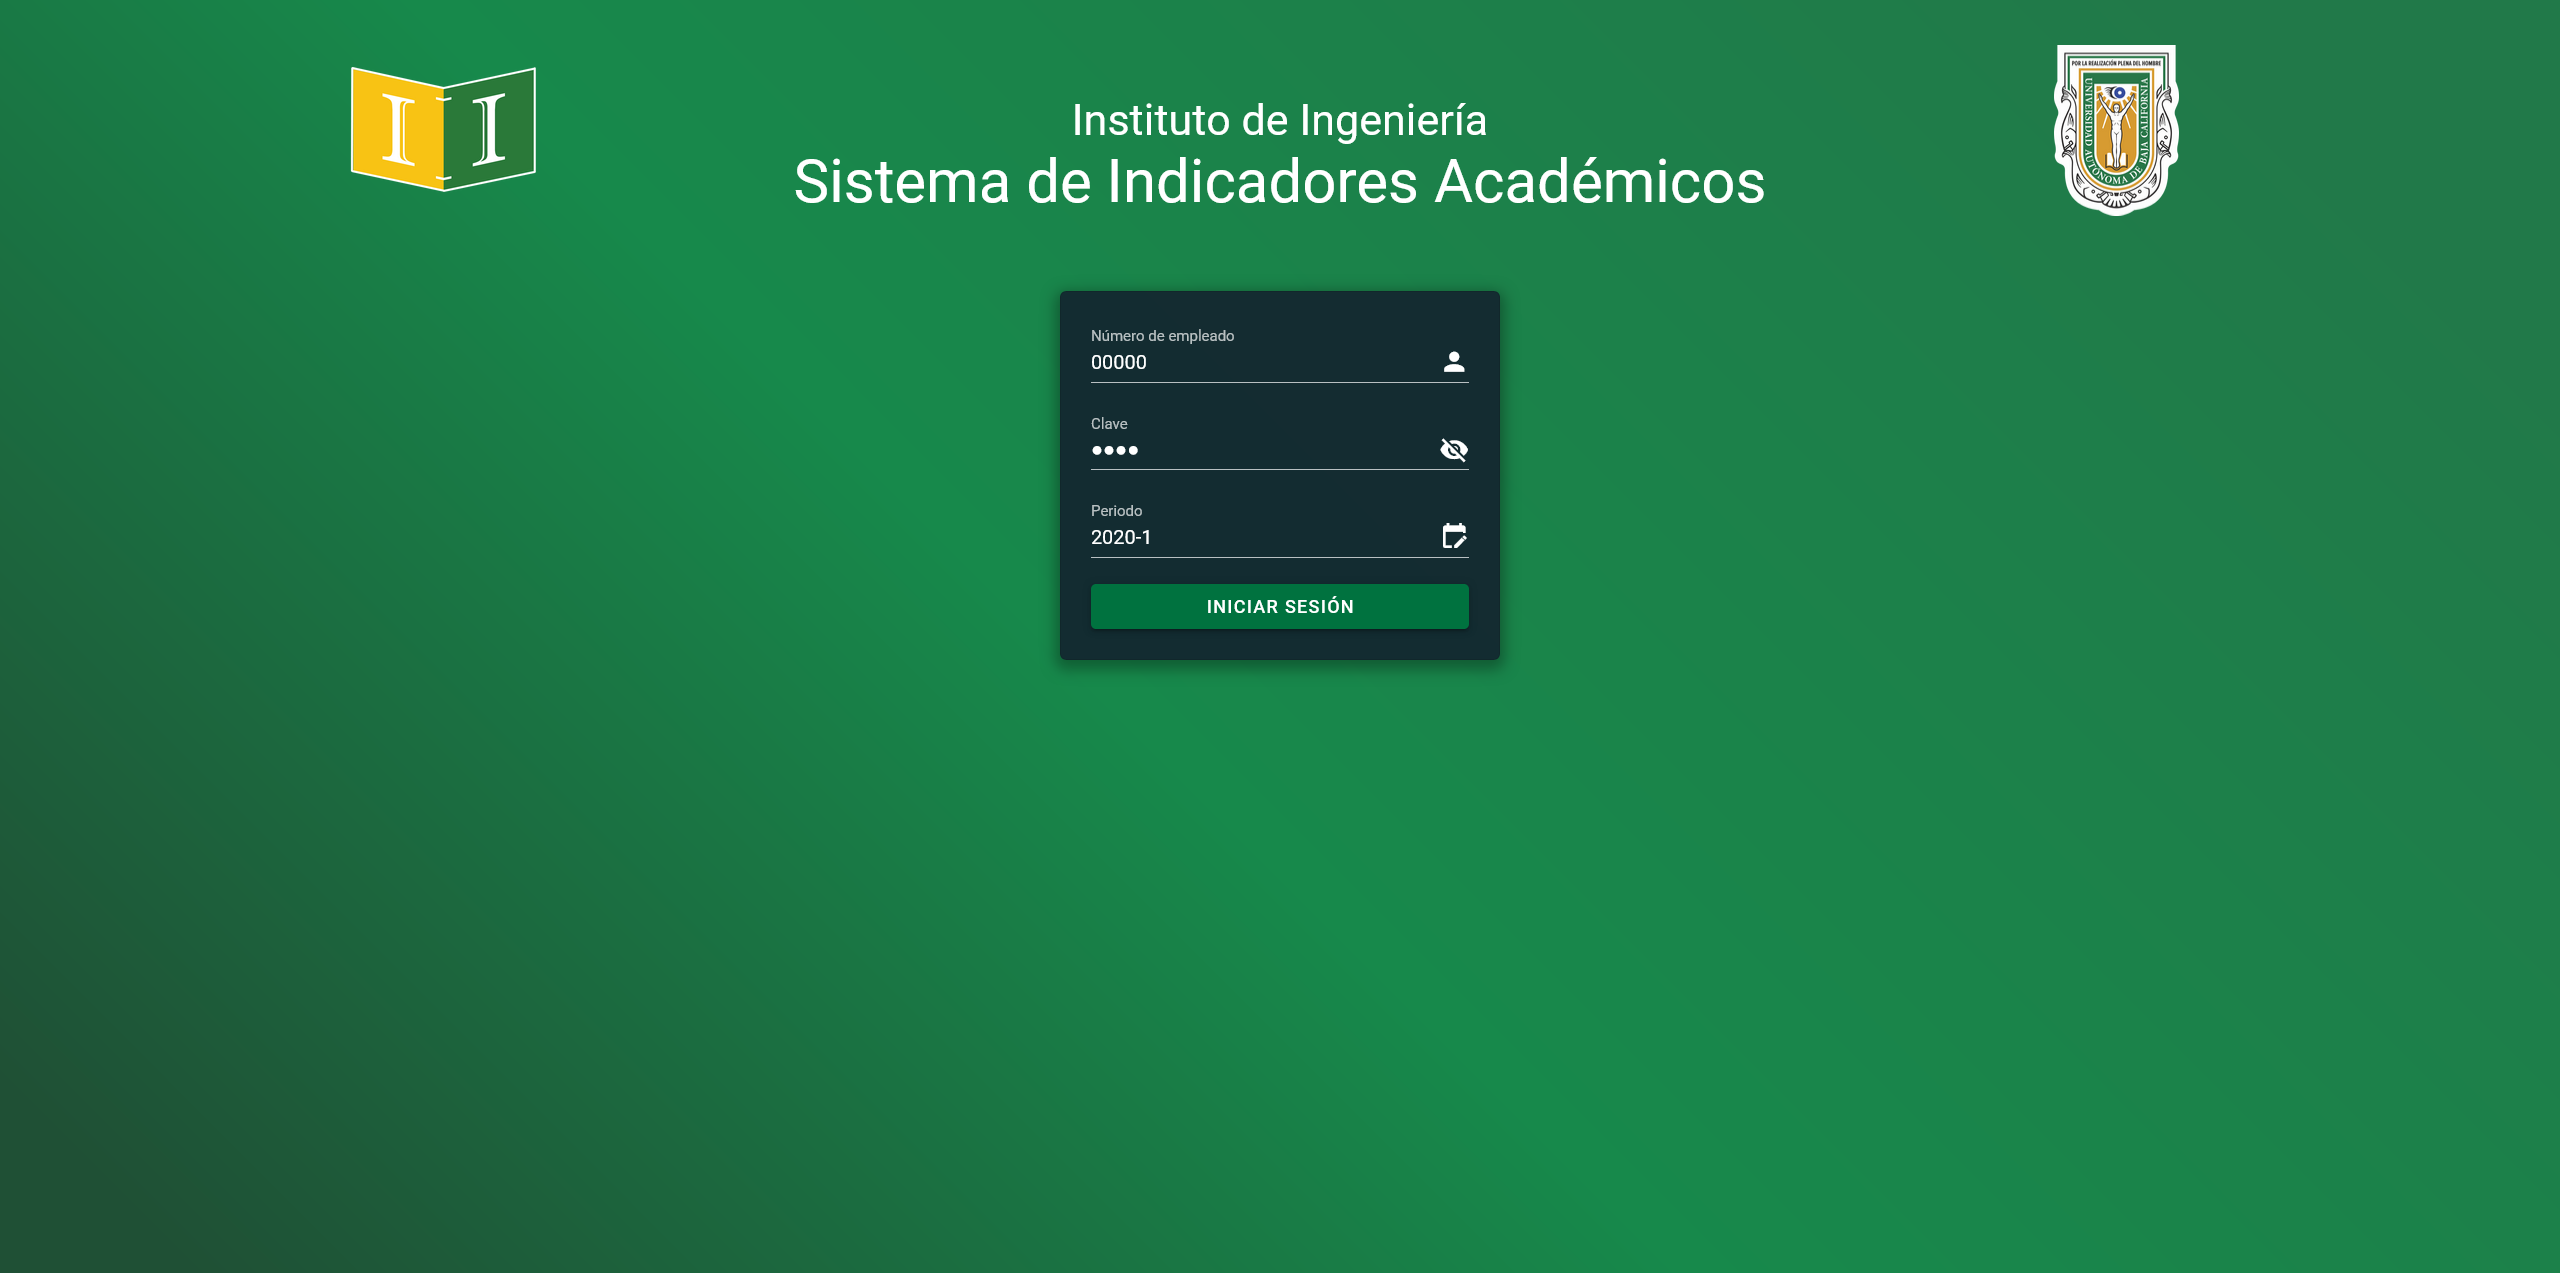 I I
POR LA REALIZACIÓN PLENA DEL HOMBRE
UNIVERSIDAD AUTÓNOMA DE BAJA CALIFORNIA
Instituto de Ingeniería
Sistema de Indicadores Académicos
Número de empleado
00000
Clave
••••
Periodo
2020-1
INICIAR SESIÓN